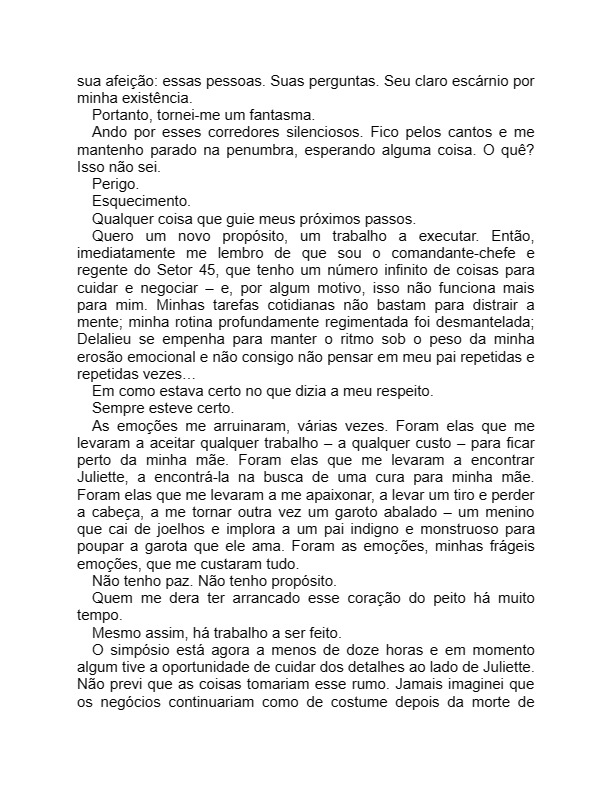 sua afeição: essas pessoas. Suas perguntas. Seu claro escárnio por
minha existência.
Portanto, tornei-me um fantasma.
Ando por esses corredores silenciosos. Fico pelos cantos e me
mantenho parado na penumbra, esperando alguma coisa. O quê?
Isso não sei.
Perigo.
Esquecimento.
Qualquer coisa que guie meus próximos passos.
Quero um novo propósito, um trabalho a executar. Então,
imediatamente me lembro de que sou o comandante-chefe e
regente do Setor 45, que tenho um número infinito de coisas para
cuidar e negociar – e, por algum motivo, isso não funciona mais
para mim. Minhas tarefas cotidianas não bastam para distrair a
mente; minha rotina profundamente regimentada foi desmantelada;
Delalieu se empenha para manter o ritmo sob o peso da minha
erosão emocional e não consigo não pensar em meu pai repetidas e
repetidas vezes…
Em como estava certo no que dizia a meu respeito.
Sempre esteve certo.
As emoções me arruinaram, várias vezes. Foram elas que me
levaram a aceitar qualquer trabalho – a qualquer custo – para ficar
perto da minha mãe. Foram elas que me levaram a encontrar
Juliette, a encontrá-la na busca de uma cura para minha mãe.
Foram elas que me levaram a me apaixonar, a levar um tiro e perder
a cabeça, a me tornar outra vez um garoto abalado – um menino
que cai de joelhos e implora a um pai indigno e monstruoso para
poupar a garota que ele ama. Foram as emoções, minhas frágeis
emoções, que me custaram tudo.
Não tenho paz. Não tenho propósito.
Quem me dera ter arrancado esse coração do peito há muito
tempo.
Mesmo assim, há trabalho a ser feito.
O simpósio está agora a menos de doze horas e em momento
algum tive a oportunidade de cuidar dos detalhes ao lado de Juliette.
Não previ que as coisas tomariam esse rumo. Jamais imaginei que
os negócios continuariam como de costume depois da morte de